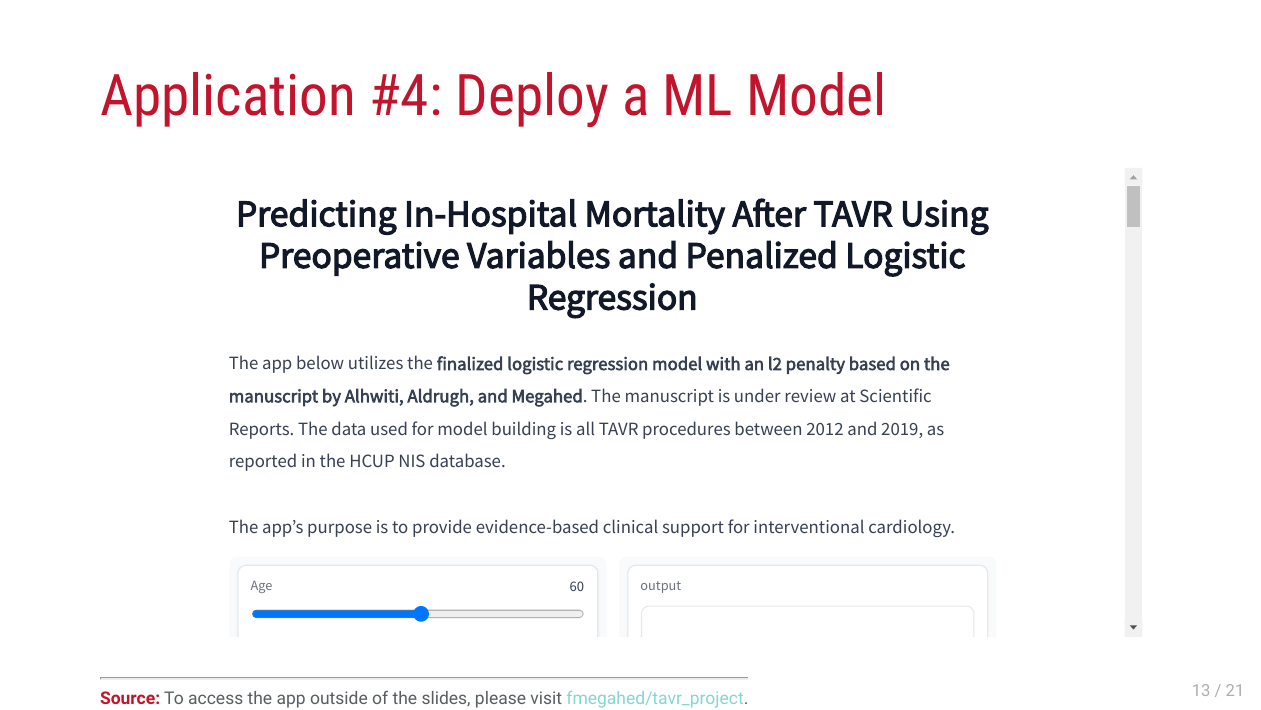 Application #4: Deploy a ML Model
Predicting In-Hospital Mortality After TAVR Using
Preoperative Variables and Penalized Logistic
Regression
The app below utilizes the finalized logistic regression model with an l2 penalty based on the
manuscript by Alhwiti, Aldrugh, and Megahed. The manuscript is under review at Scientific
Reports. The data used for model building is all TAVR procedures between 2012 and 2019, as
reported in the HCUP NIS database.
The app’s purpose is to provide evidence-based clinical support for interventional cardiology.
Age 60
output
Source: To access the app outside of the slides, please visit fmegahed/tavr_project.
13 / 21